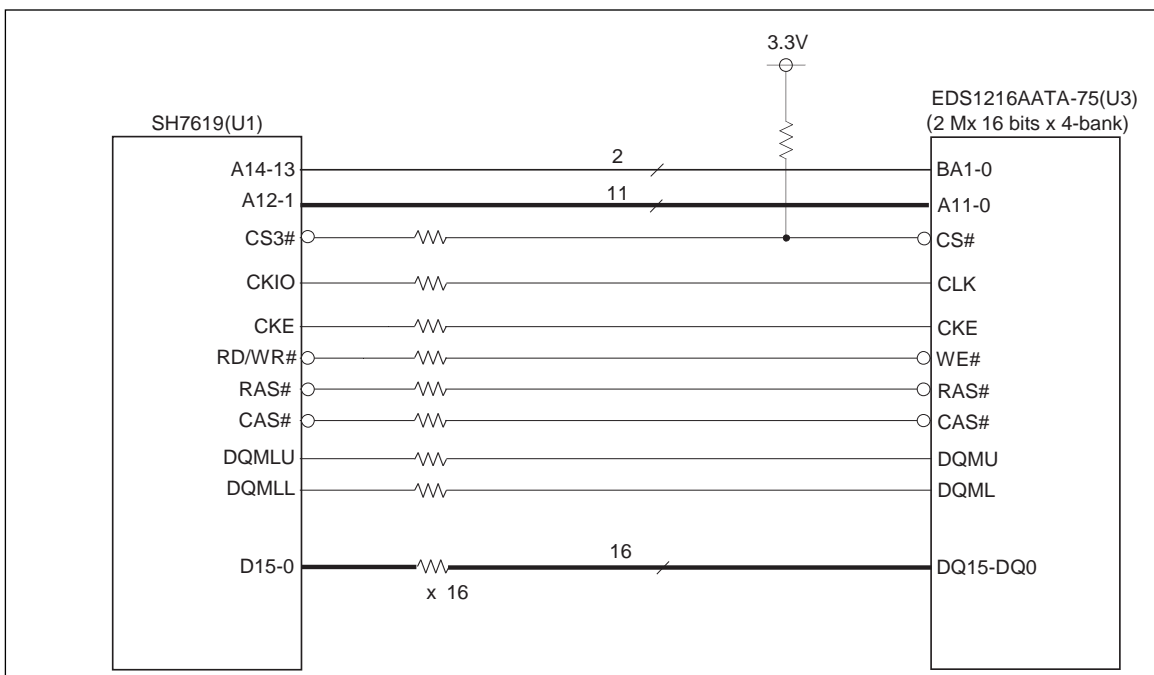 3.3V
EDS1216AATA-75(U3)
SH7619(U1)
(2 Mx 16 bits x 4-bank)
A14-13 2 BA1-0
A12-1 11 A11-0
CS3# CS#
CKIO CLK
CKE CKE
RD/WR# WE#
RAS# RAS#
CAS# CAS#
DQMLU DQMU
DQMLL DQML
D15-0 16 DQ15-DQ0
x 16